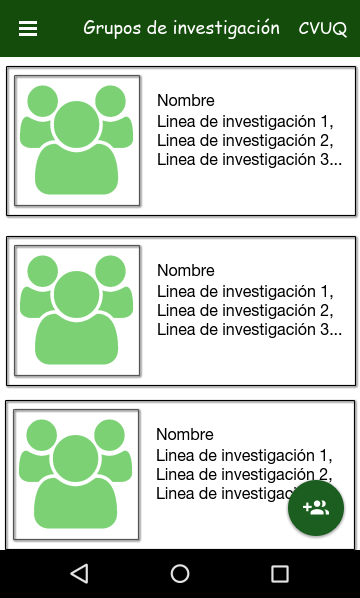 Grupos de investigación CVUQ
Nombre
Linea de investigación 1,
Linea de investigación 2,
Linea de investigación 3...
Nombre
Linea de investigación 1,
Linea de investigación 2,
Linea de investigación 3...
Nombre
Linea de investigación 1,
Linea de investigación 2,
Linea de